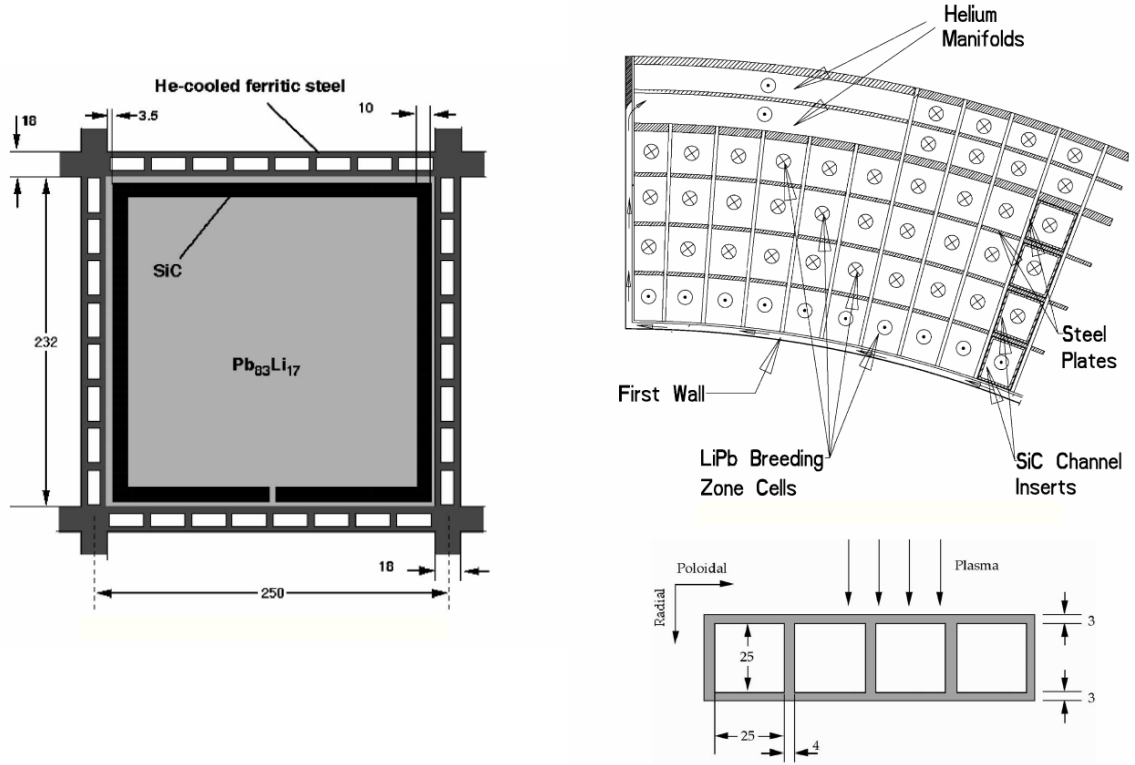 He-cooled ferritic steel
18
3.5
10
232
SiC
Pb83Li17
18
250
Helium
Manifolds
First Wall
Steel
Plates
LiPb Breeding
Zone Cells
SiC Channel
Inserts
Poloidal
Plasma
Radial
3
25
3
25
4